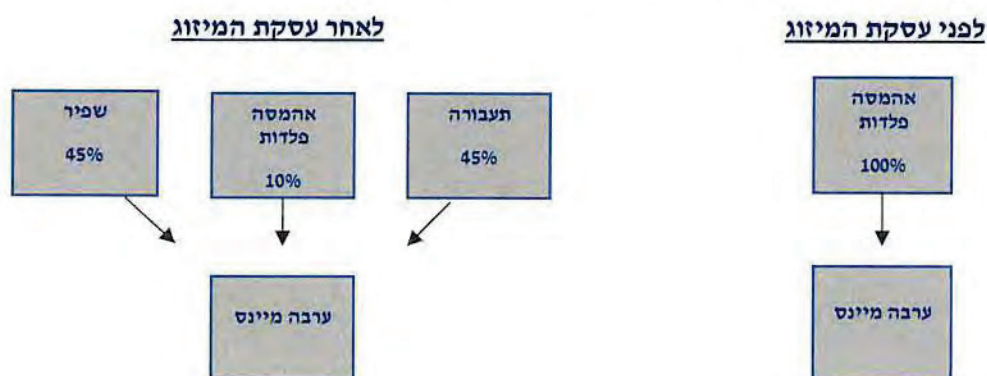 לפני עסקת המיזוג
אהמסה
פלדות
100%
ערבה מיינס
לאחר עסקת המיזוג
תעבורה
45%
אהמסה
פלדות
10%
שפיר
45%
ערבה מיינס